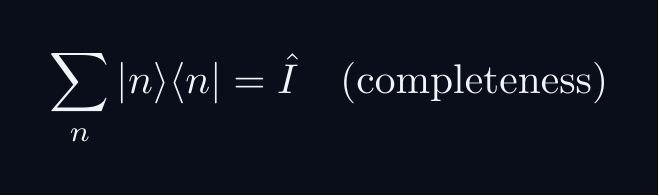 ∑ₙ |n⟩⟨n| = Î (completeness)